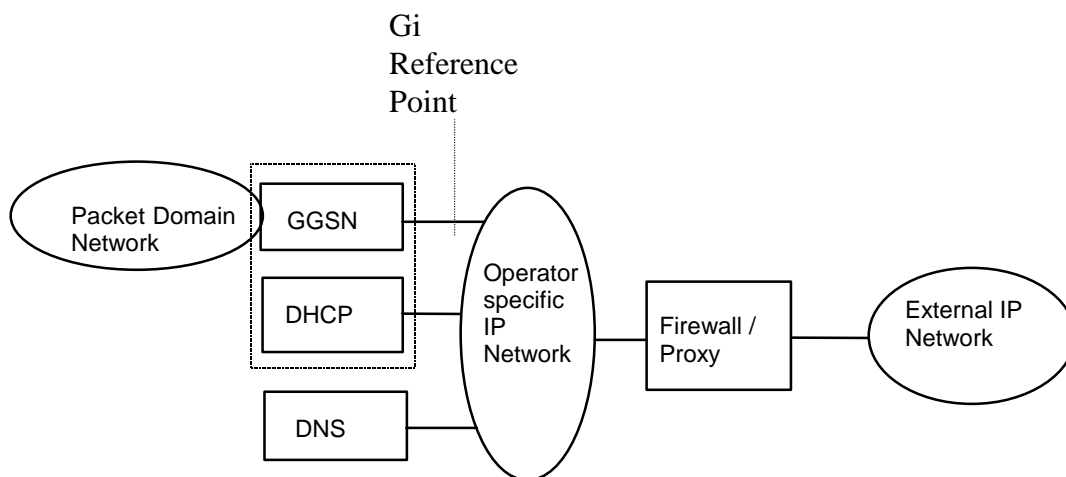 Gi
Reference
Point
Packet Domain
Network
GGSN
DHCP
DNS
Operator
specific
IP
Network
Firewall /
Proxy
External IP
Network